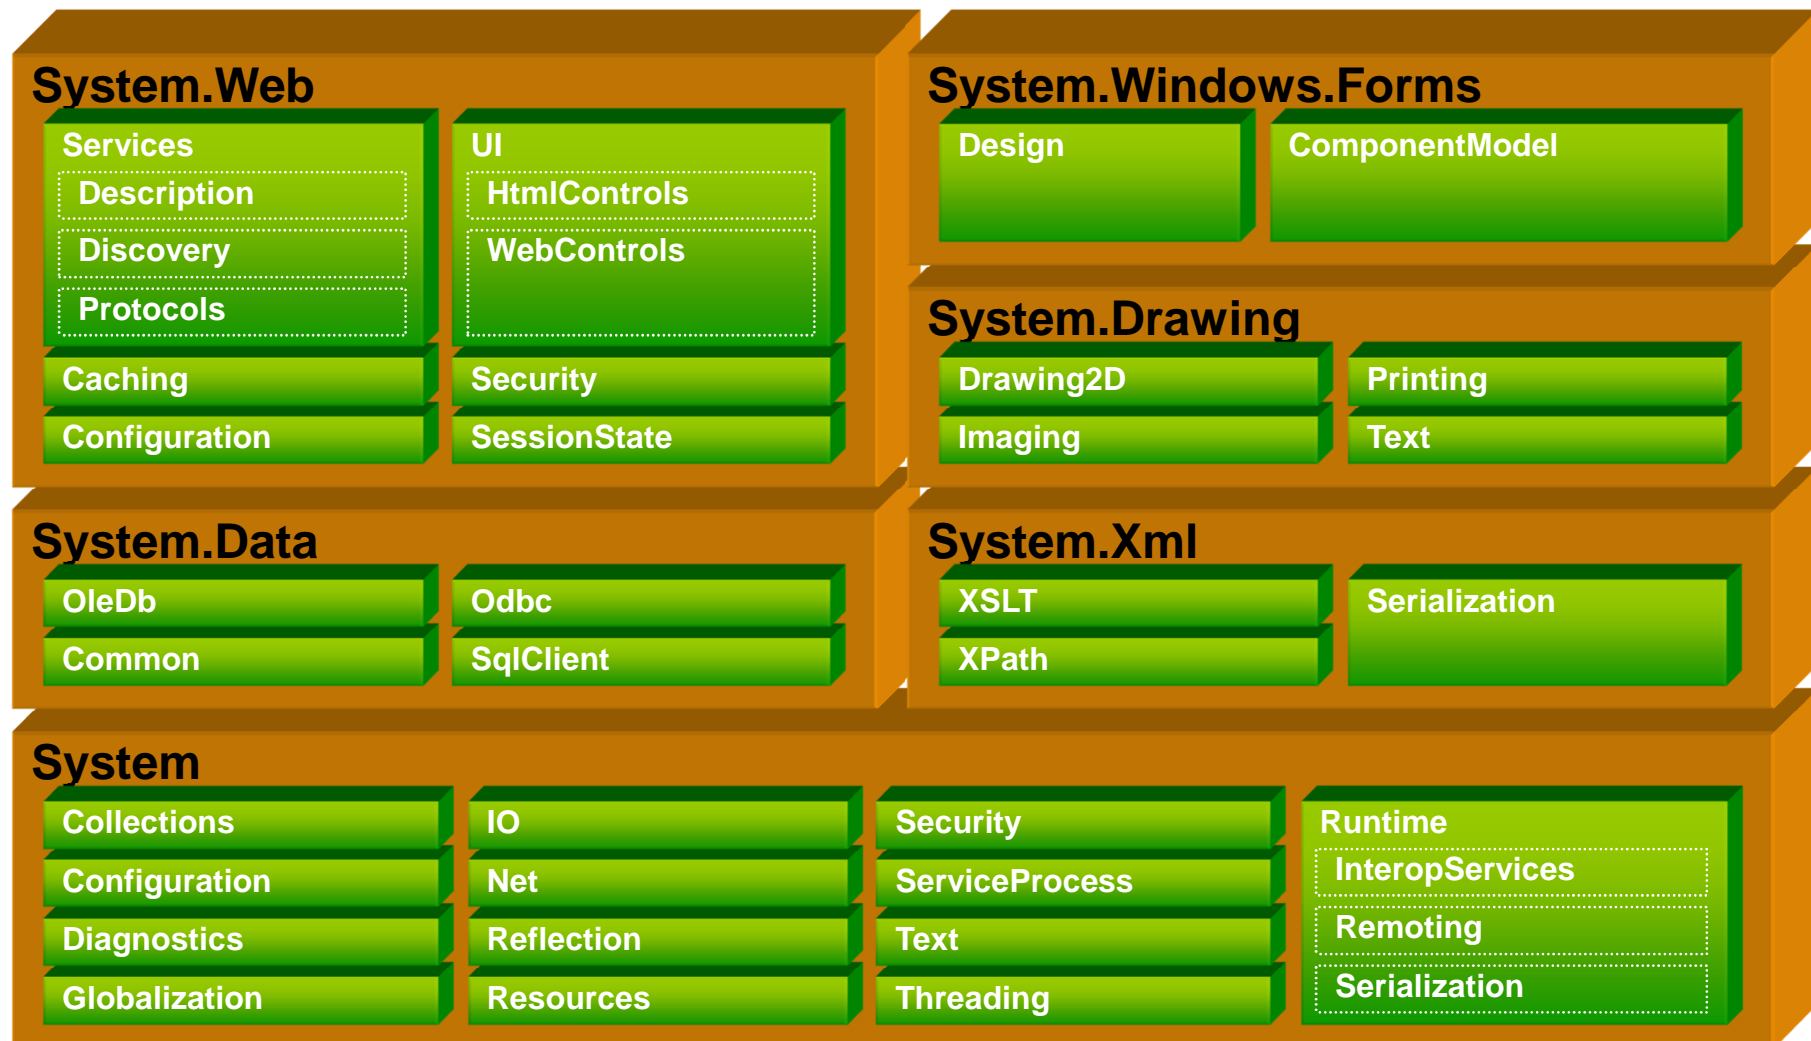 System.Web
Services
Description
Discovery
Protocols
UI
HtmlControls
WebControls
Caching
Security
Configuration
SessionState
System.Windows.Forms
Design
ComponentModel
System.Drawing
Drawing2D
Printing
Imaging
Text
System.Data
OleDb
Odbc
Common
SqlClient
System.Xml
XSLT
Serialization
XPath
System
Collections
IO
Security
Runtime
Configuration
Net
ServiceProcess
InteropServices
Diagnostics
Reflection
Text
Remoting
Globalization
Resources
Threading
Serialization